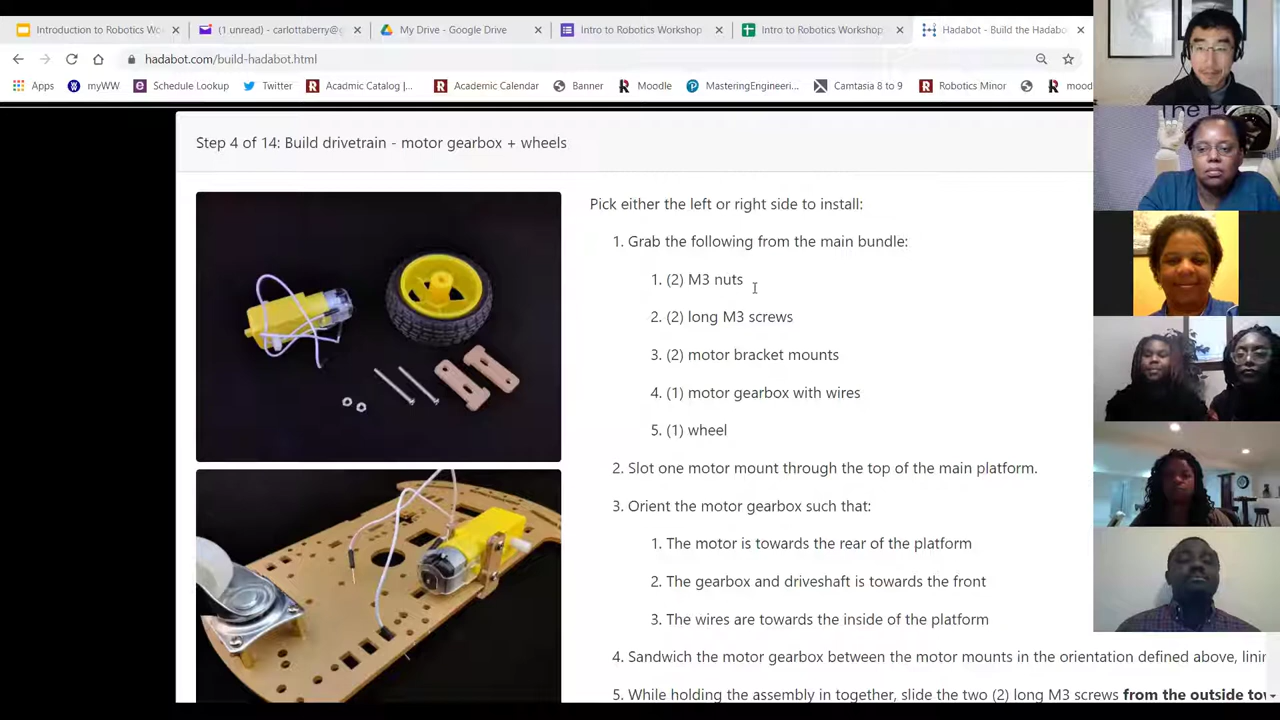 Introduction to Robotics Wo
(1 unread) - carlottaberry@g
My Drive - Google Drive
Intro to Robotics Workshop
Intro to Robotics Workshop
Hadabot - Build the Hadabo
hadabot.com/build-hadabot.html
Apps
myWW
Schedule Lookup
Twitter
Acadmic Catalog |...
Academic Calendar
Banner
Moodle
MasteringEngineeri...
Camtasia 8 to 9
Robotics Minor
mood
Step 4 of 14: Build drivetrain - motor gearbox + wheels
Pick either the left or right side to install:
1. Grab the following from the main bundle:
1. (2) M3 nuts
2. (2) long M3 screws
3. (2) motor bracket mounts
4. (1) motor gearbox with wires
5. (1) wheel
2. Slot one motor mount through the top of the main platform.
3. Orient the motor gearbox such that:
1. The motor is towards the rear of the platform
2. The gearbox and driveshaft is towards the front
3. The wires are towards the inside of the platform
4. Sandwich the motor gearbox between the motor mounts in the orientation defined above, linin
5. While holding the assembly in together, slide the two (2) long M3 screws from the outside tow